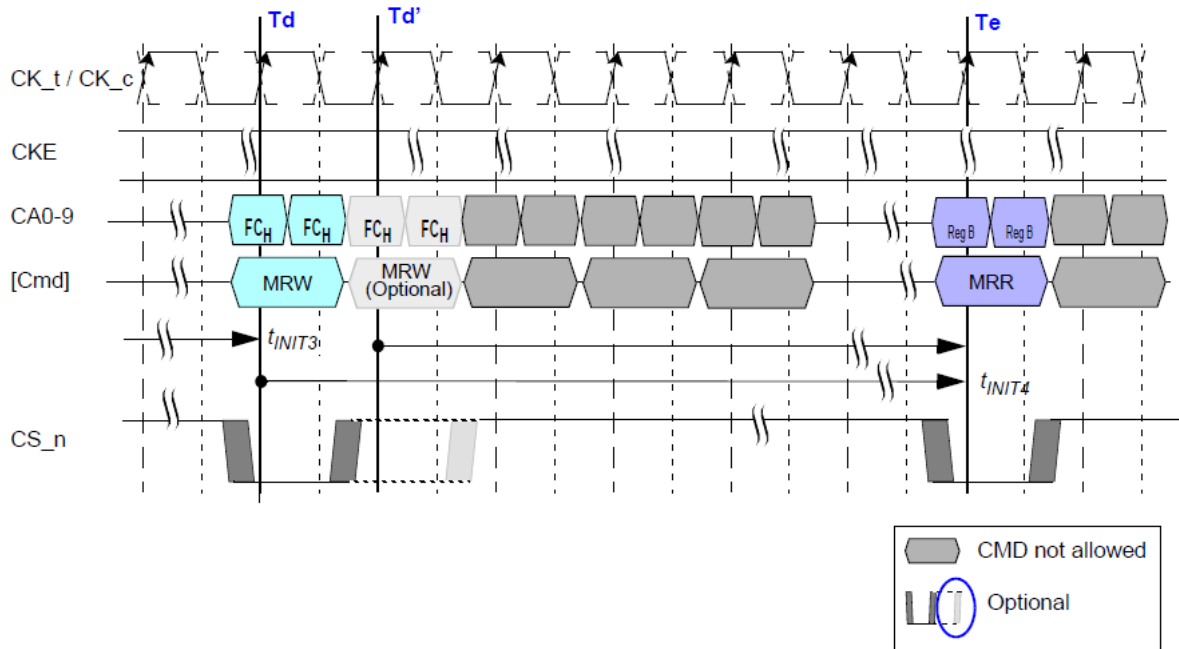 Td Td' Te
CK_t / CK_c
CKE
CA0-9 FCH FCH FCH FCH Reg B Reg B
[Cmd] MRW MRW (Optional) MRR
tINIT3
tINIT4
CS_n
CMD not allowed
Optional